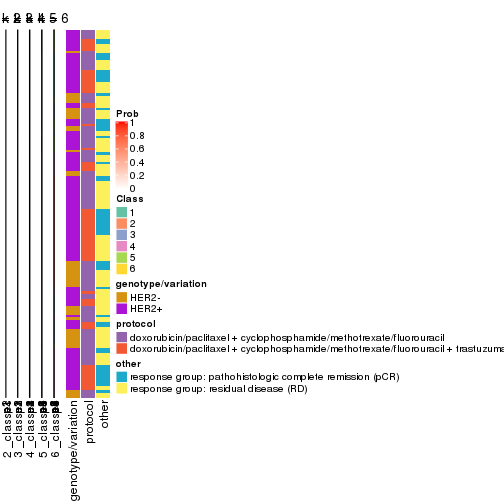 6
Prob
1
0.8
0.6
0.4
0.2
0
Class
1
2
3
4
5
6
genotype/variation
HER2-
HER2+
protocol
doxorubicin/paclitaxel + cyclophosphamide/methotrexate/fluorouracil
doxorubicin/paclitaxel + cyclophosphamide/methotrexate/fluorouracil + trastuzuma
other
response group: pathohistologic complete remission (pCR)
response group: residual disease (RD)
2_class
3_class
4_class
5_class
6_class
genotype/variation
protocol
other